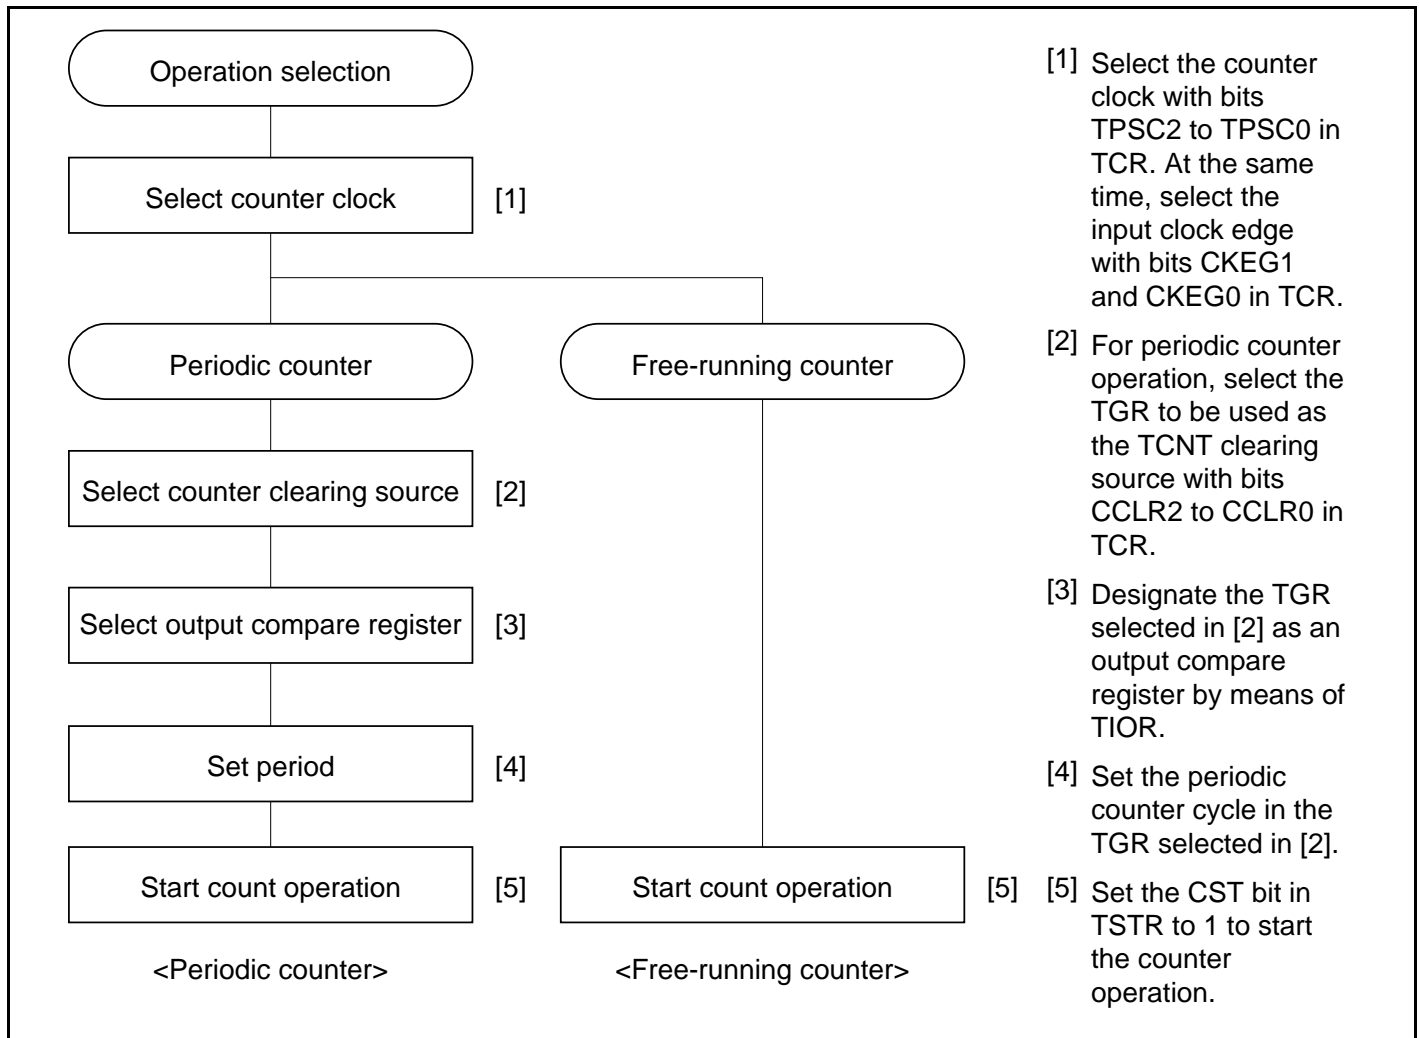 Operation selection
Select counter clock
[1]
Periodic counter
Free-running counter
Select counter clearing source
[2]
Select output compare register
[3]
Set period
[4]
Start count operation
[5]
Start count operation
[5]
<Periodic counter>
<Free-running counter>
[1] Select the counter
clock with bits
TPSC2 to TPSC0 in
TCR. At the same
time, select the
input clock edge
with bits CKEG1
and CKEG0 in TCR.
[2] For periodic counter
operation, select the
TGR to be used as
the TCNT clearing
source with bits
CCLR2 to CCLR0 in
TCR.
[3] Designate the TGR
selected in [2] as an
output compare
register by means of
TIOR.
[4] Set the periodic
counter cycle in the
TGR selected in [2].
[5] Set the CST bit in
TSTR to 1 to start
the counter
operation.